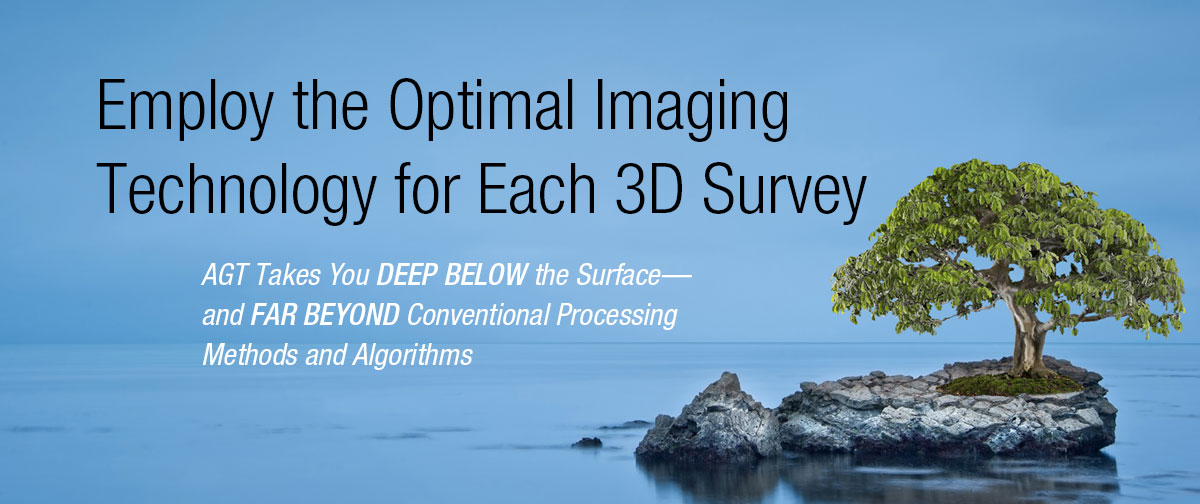 Employ the Optimal Imaging
Technology for Each 3D Survey
AGT Takes You DEEP BELOW the Surface—
and FAR BEYOND Conventional Processing
Methods and Algorithms